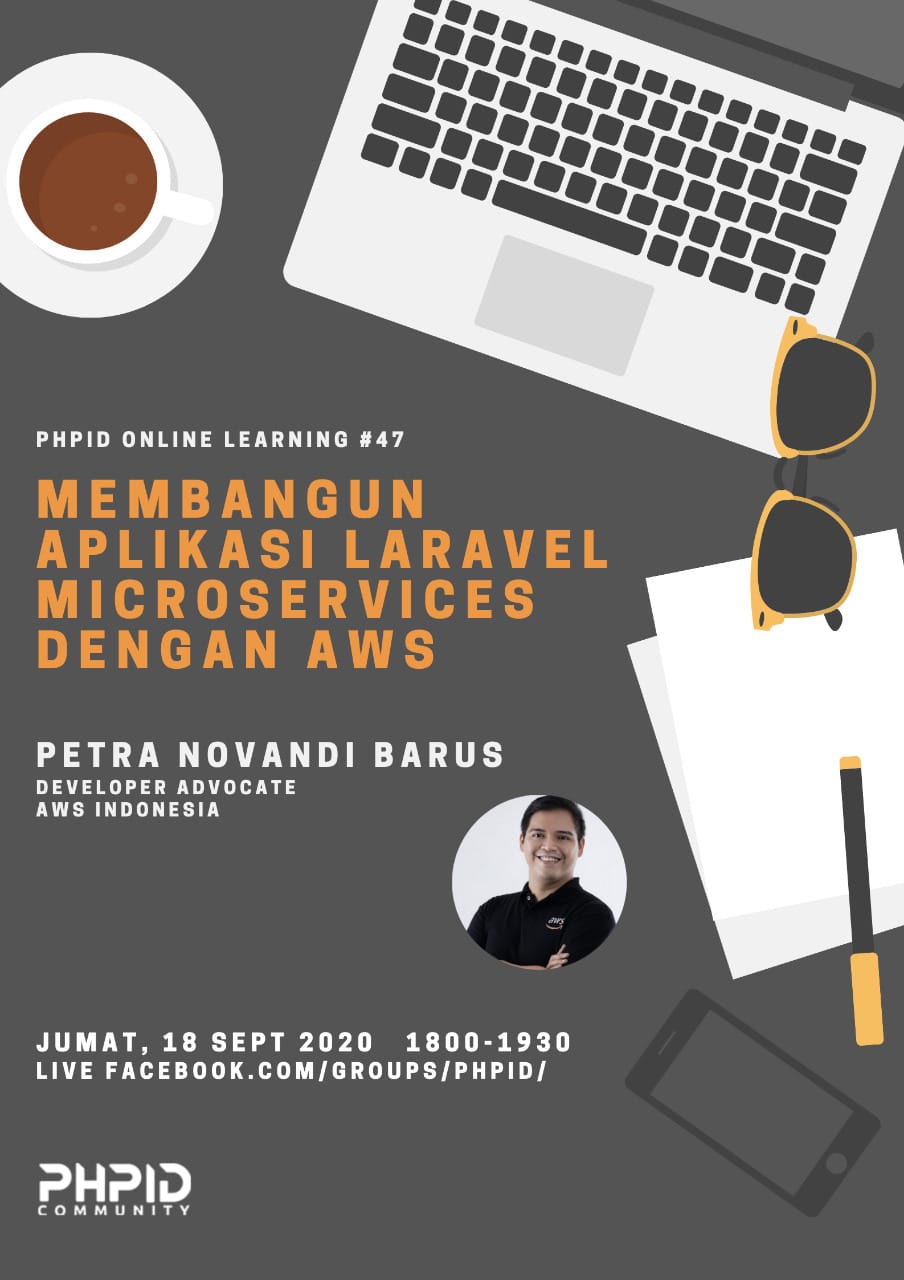 PHPID ONLINE LEARNING #47
MEMBANGUN
APLIKASI LARAVEL
MICROSERVICES
DENGAN AWS
PETRA NOVANDI BARUS
DEVELOPER ADVOCATE
AWS INDONESIA
aws
JUMAT, 18 SEPT 2020 1800-1930
LIVE FACEBOOK.COM/GROUPS/PHPID/
PHPID
COMMUNITY